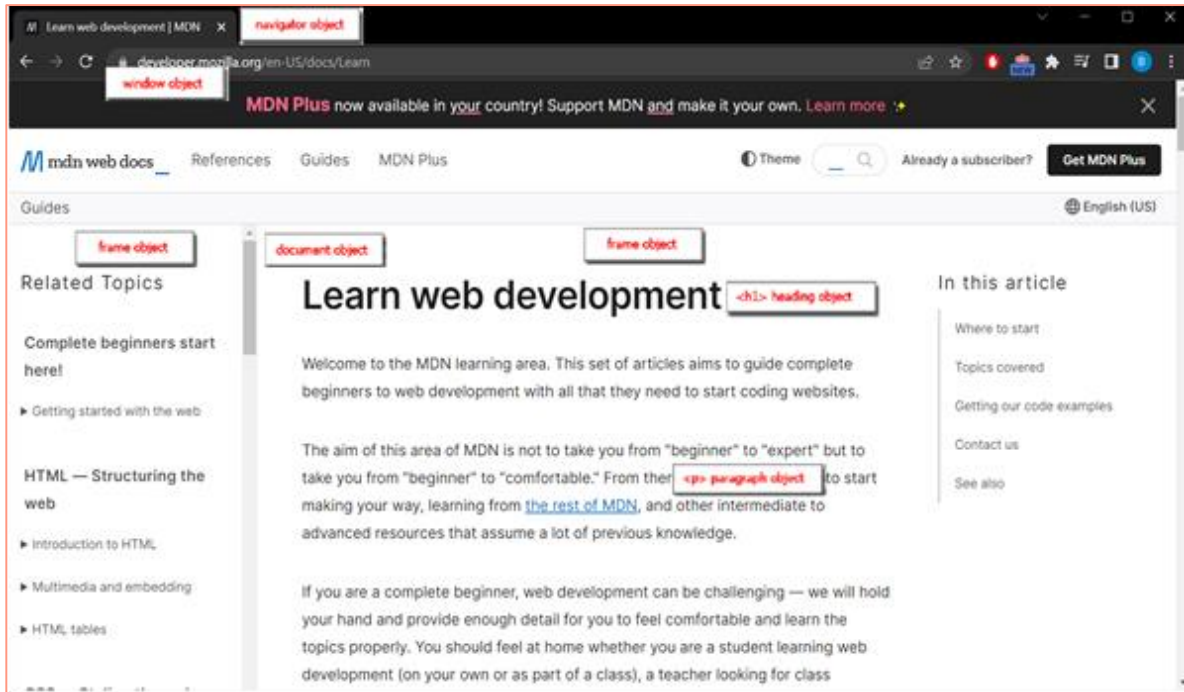 Learn web development | MDN
navigator object
developer.mozilla.org/en-US/docs/Learn
window object
MDN Plus now available in your country! Support MDN and make it your own. Learn more
mdn web docs_ References Guides MDN Plus Theme Already a subscriber? Get MDN Plus
Guides English (US)
frame object
document object
frame object
Related Topics
Complete beginners start
here!
Getting started with the web
HTML — Structuring the
web
Introduction to HTML
Multimedia and embedding
HTML tables
Learn web development
<h1> heading object
Welcome to the MDN learning area. This set of articles aims to guide complete
beginners to web development with all that they need to start coding websites.
The aim of this area of MDN is not to take you from "beginner" to "expert" but to
take you from "beginner" to "comfortable." From ther <p> paragraph object to start
making your way, learning from the rest of MDN, and other intermediate to
advanced resources that assume a lot of previous knowledge.
If you are a complete beginner, web development can be challenging — we will hold
your hand and provide enough detail for you to feel comfortable and learn the
topics properly. You should feel at home whether you are a student learning web
development (on your own or as part of a class), a teacher looking for class
In this article
Where to start
Topics covered
Getting our code examples
Contact us
See also